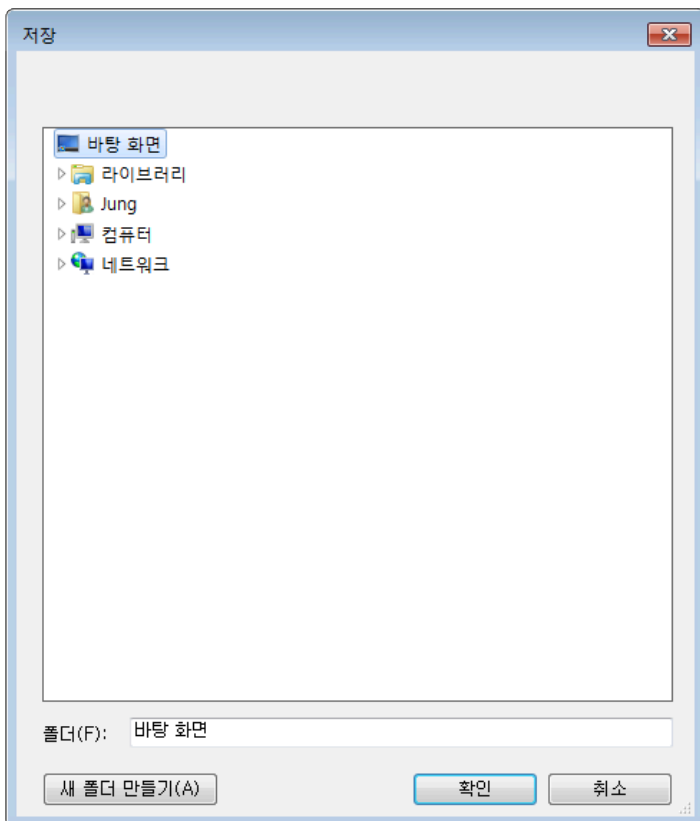 저장
바탕 화면
라이브러리
Jung
컴퓨터
네트워크
폴더(F): 바탕 화면
새 폴더 만들기(A) 확인 취소